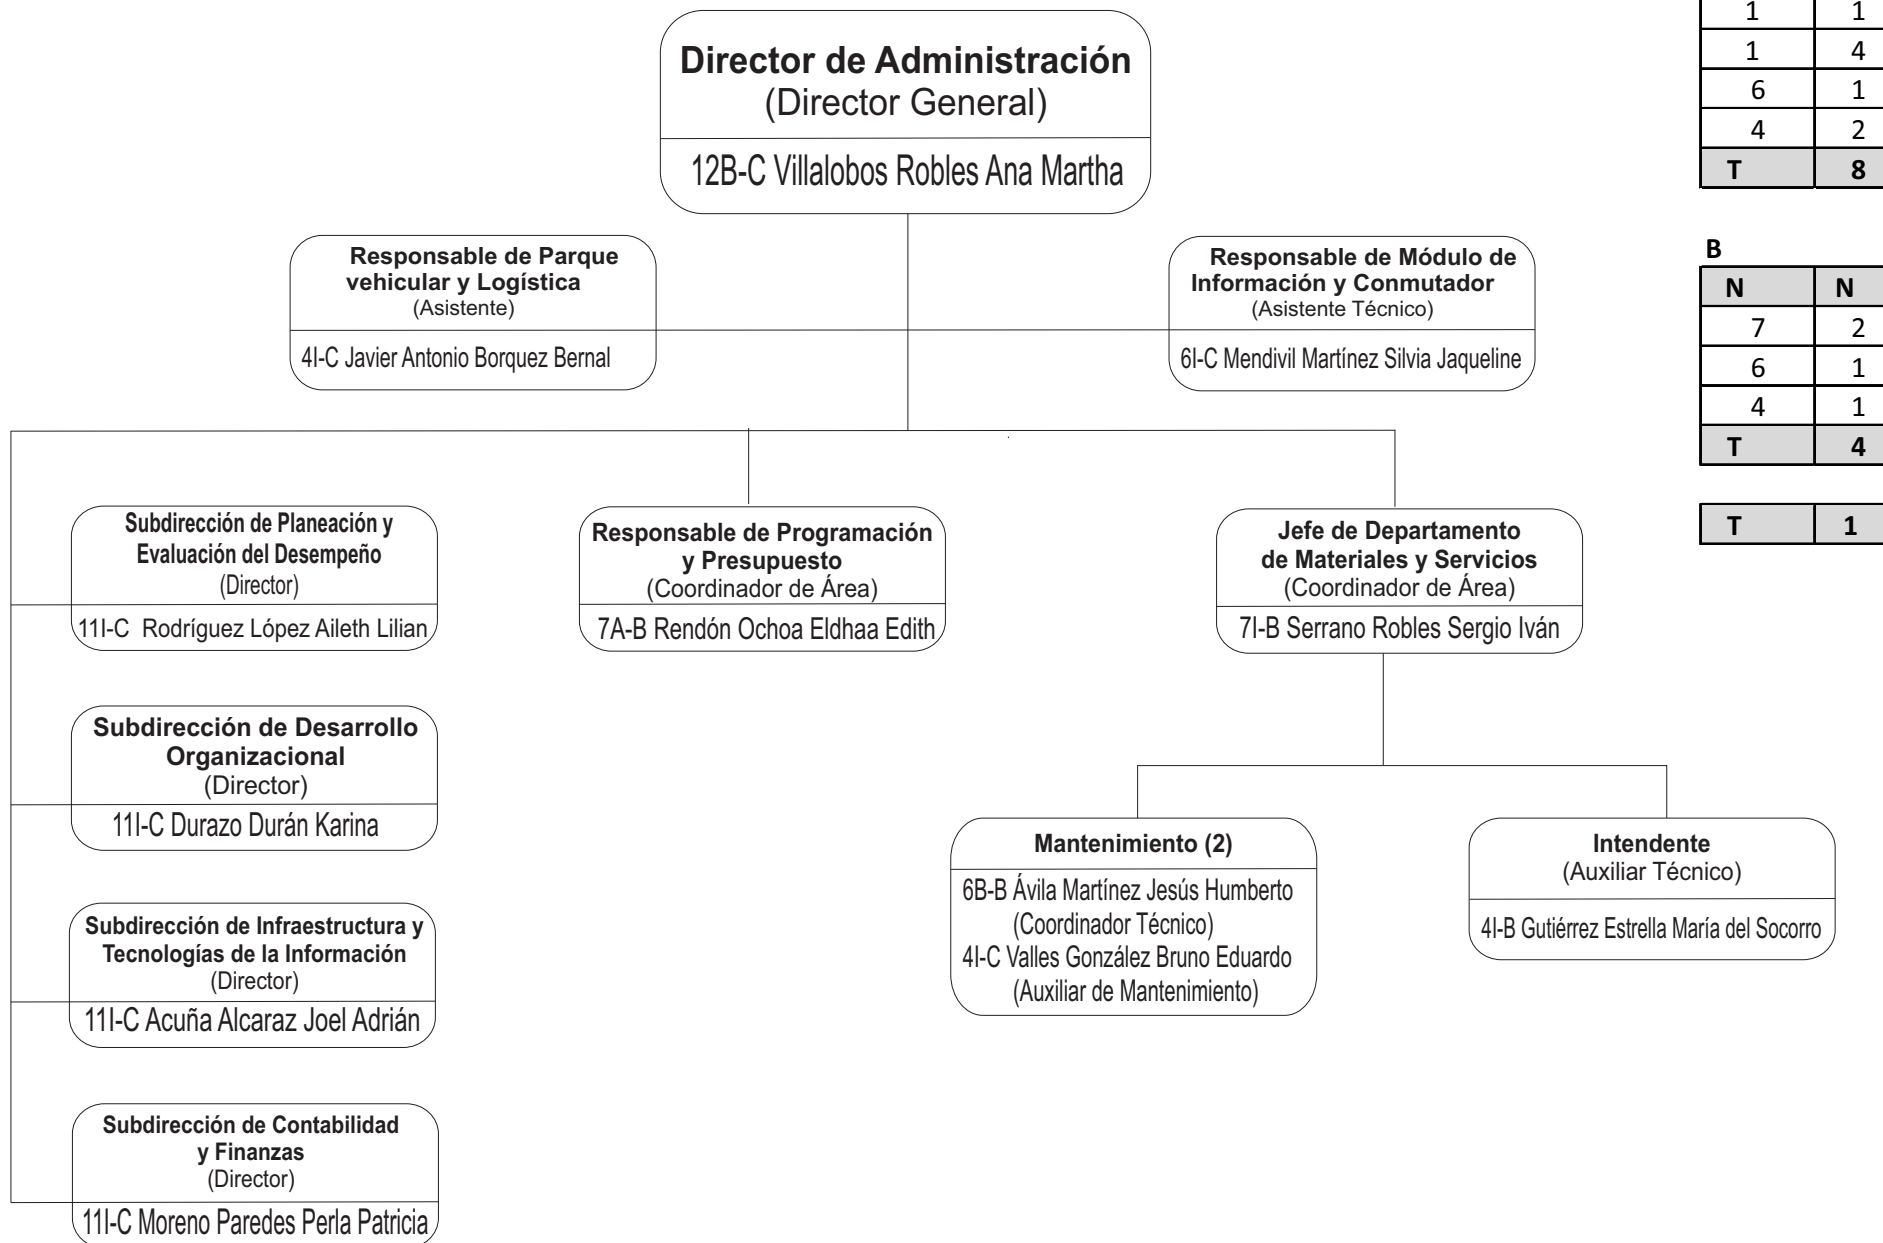 Director de Administración
(Director General)
12B-C Villalobos Robles Ana Martha
Responsable de Parque
vehicular y Logística
(Asistente)
4I-C Javier Antonio Borquez Bernal
Responsable de Módulo de
Información y Conmutador
(Asistente Técnico)
6I-C Mendivil Martínez Silvia Jaqueline
Subdirección de Planeación y
Evaluación del Desempeño
(Director)
11I-C Rodríguez López Aileth Lilian
Responsable de Programación
y Presupuesto
(Coordinador de Área)
7A-B Rendón Ochoa Eldhaa Edith
Jefe de Departamento
de Materiales y Servicios
(Coordinador de Área)
7I-B Serrano Robles Sergio Iván
Subdirección de Desarrollo
Organizacional
(Director)
11I-C Durazo Durán Karina
Mantenimiento (2)
6B-B Ávila Martínez Jesús Humberto
(Coordinador Técnico)
4I-C Valles González Bruno Eduardo
(Auxiliar de Mantenimiento)
Intendente
(Auxiliar Técnico)
4I-B Gutiérrez Estrella María del Socorro
Subdirección de Infraestructura y
Tecnologías de la Información
(Director)
11I-C Acuña Alcaraz Joel Adrián
Subdirección de Contabilidad
y Finanzas
(Director)
11I-C Moreno Paredes Perla Patricia
1 1
1 4
6 1
4 2
T 8
B
N N
7 2
6 1
4 1
T 4
T 1